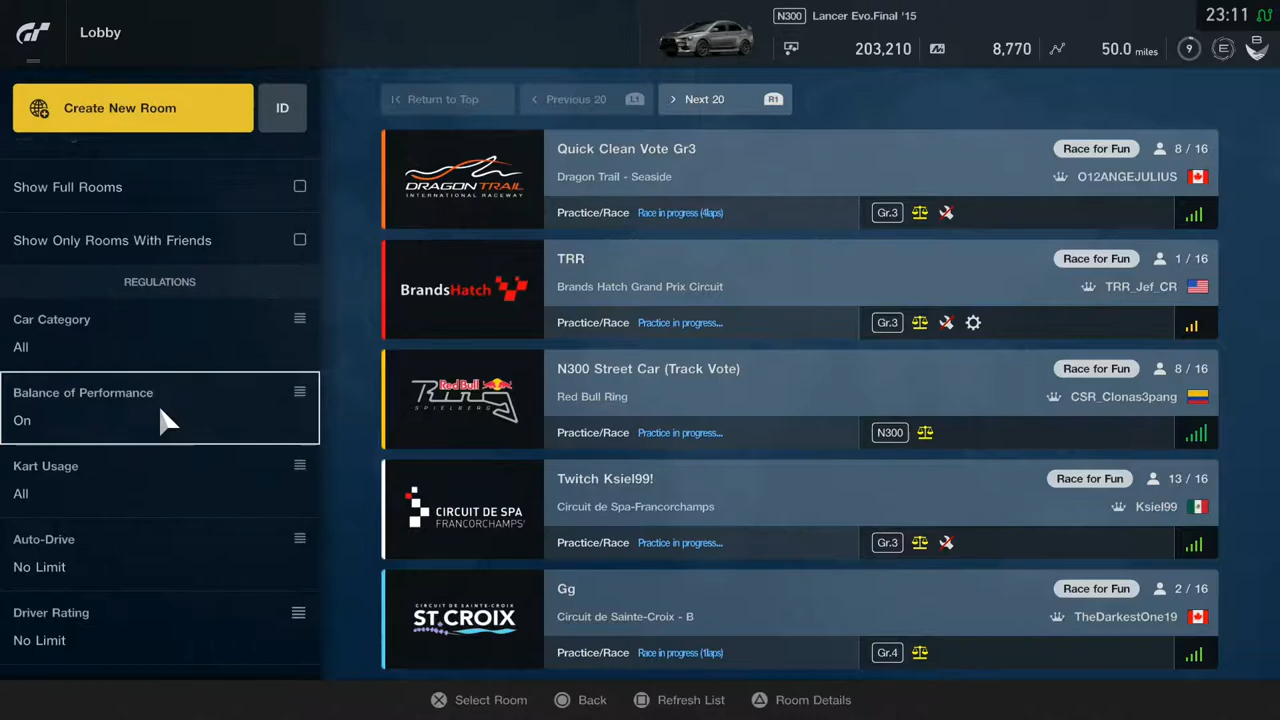 Lobby
N300 Lancer Evo.Final '15
203,210 8,770 50.0 miles 9 E B
23:11
Create New Room
ID
Show Full Rooms
Show Only Rooms With Friends
REGULATIONS
Car Category
All
Balance of Performance
On
Kart Usage
All
Auto-Drive
No Limit
Driver Rating
No Limit
Return to Top Previous 20 L1 Next 20 R1
DRAGON TRAIL
INTERNATIONAL RACEWAY
Quick Clean Vote Gr3 Race for Fun 8 / 16
Dragon Trail - Seaside O12ANGEJULIUS
Practice/Race Race in progress (4laps) Gr.3
BrandsHatch
TRR Race for Fun 1 / 16
Brands Hatch Grand Prix Circuit TRR_Jef_CR
Practice/Race Practice in progress... Gr.3
Red Bull
Ring
SPIELBERG
N300 Street Car (Track Vote) Race for Fun 8 / 16
Red Bull Ring CSR_Clonas3pang
Practice/Race Practice in progress... N300
CIRCUIT DE SPA
FRANCORCHAMPS
Twitch Ksiel99! Race for Fun 13 / 16
Circuit de Spa-Francorchamps Ksiel99
Practice/Race Practice in progress... Gr.3
CIRCUIT DE SAINTE-CROIX
ST.CROIX
Gg Race for Fun 2 / 16
Circuit de Sainte-Croix - B TheDarkestOne19
Practice/Race Race in progress (1laps) Gr.4
Select Room Back Refresh List Room Details